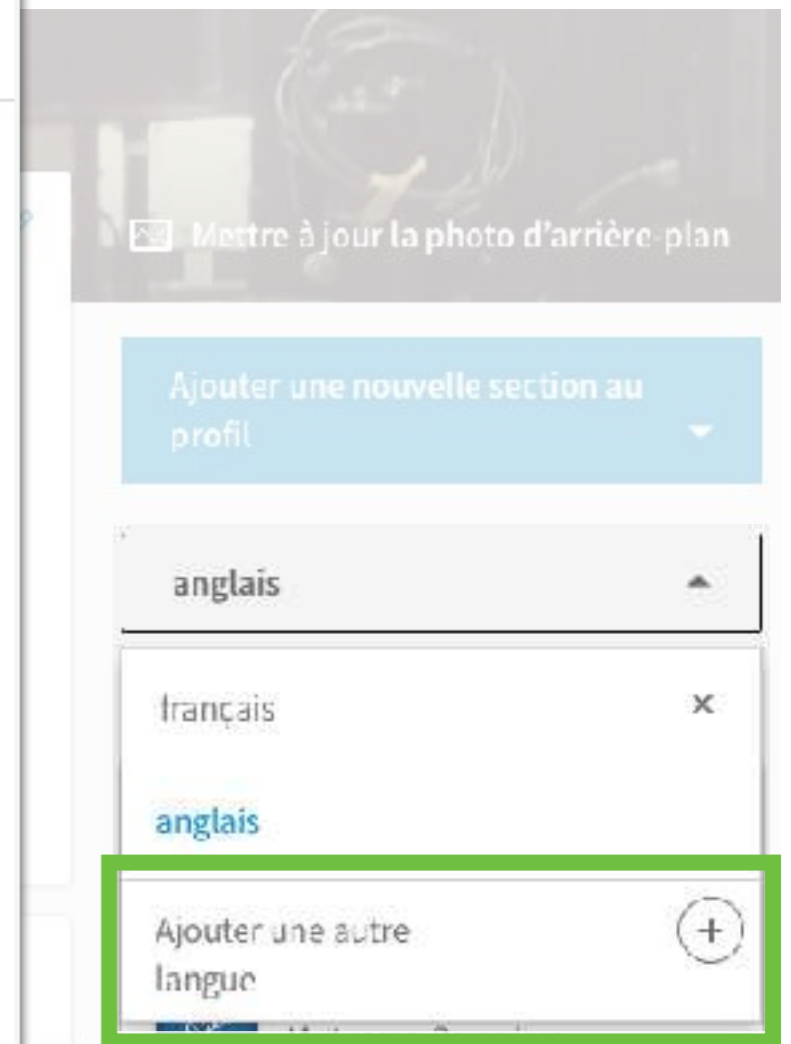 Mettre à jour la photo d'arrière-plan
Ajouter une nouvelle section au
profil
anglais
français
anglais
Ajouter une autre
langue